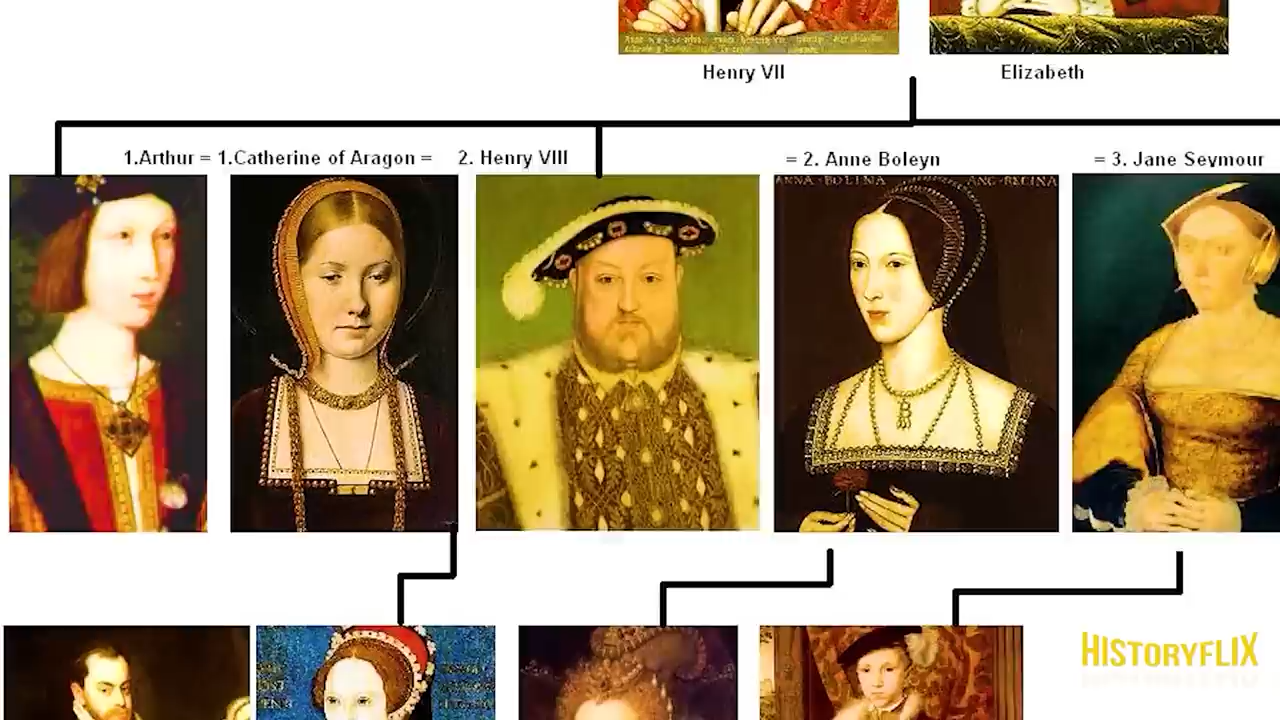 Henry VII
Elizabeth
1.Arthur = 1.Catherine of Aragon = 2. Henry VIII
= 2. Anne Boleyn
= 3. Jane Seymour
ANNA·BOLINA ANG·REGINA
HISTORYFLIX